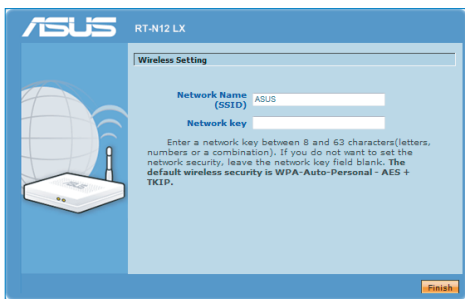 ASUS RT-N12 LX
Wireless Setting
Network Name
(SSID) ASUS
Network key
Enter a network key between 8 and 63 characters(letters,
numbers or a combination). If you do not want to set the
network security, leave the network key field blank. The
default wireless security is WPA-Auto-Personal - AES +
TKIP.
ASUS
Finish